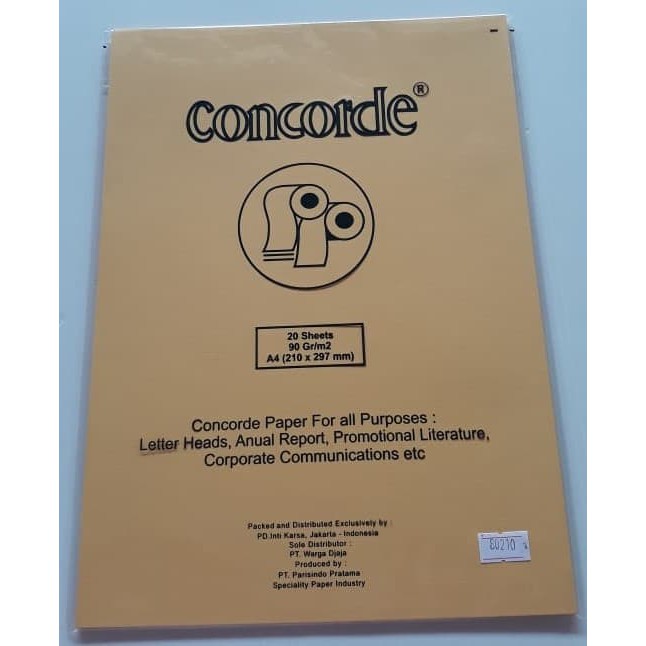 concorde®
20 Sheets
90 Gr/m2
A4 (210 x 297 mm)
Concorde Paper For all Purposes :
Letter Heads, Anual Report, Promotional Literature,
Corporate Communications etc
Packed and Distributed Exclusively by :
PD.Inti Karsa, Jakarta - Indonesia
Sole Distributor :
PT. Warga Djaja
Produced by :
PT. Parisindo Pratama
Speciality Paper Industry
60210